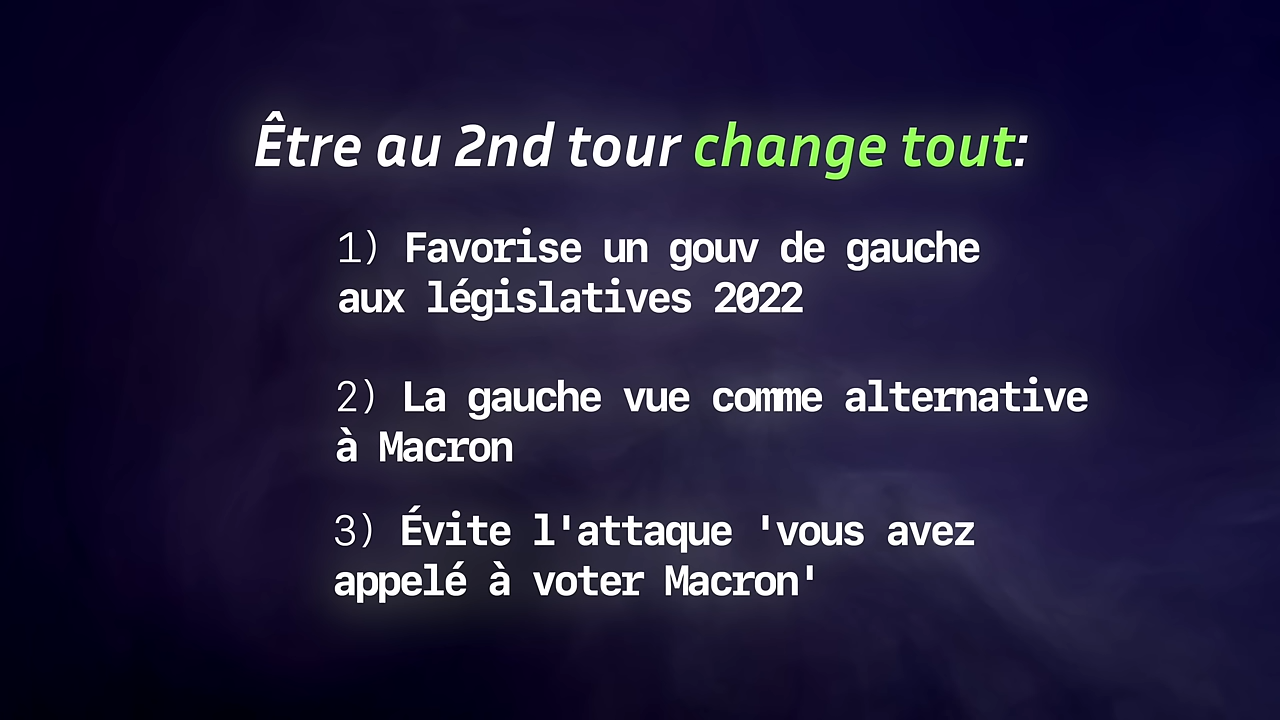 Être au 2nd tour change tout:
1) Favorise un gouv de gauche
aux législatives 2022
2) La gauche vue comme alternative
à Macron
3) Évite l'attaque 'vous avez
appelé à voter Macron'